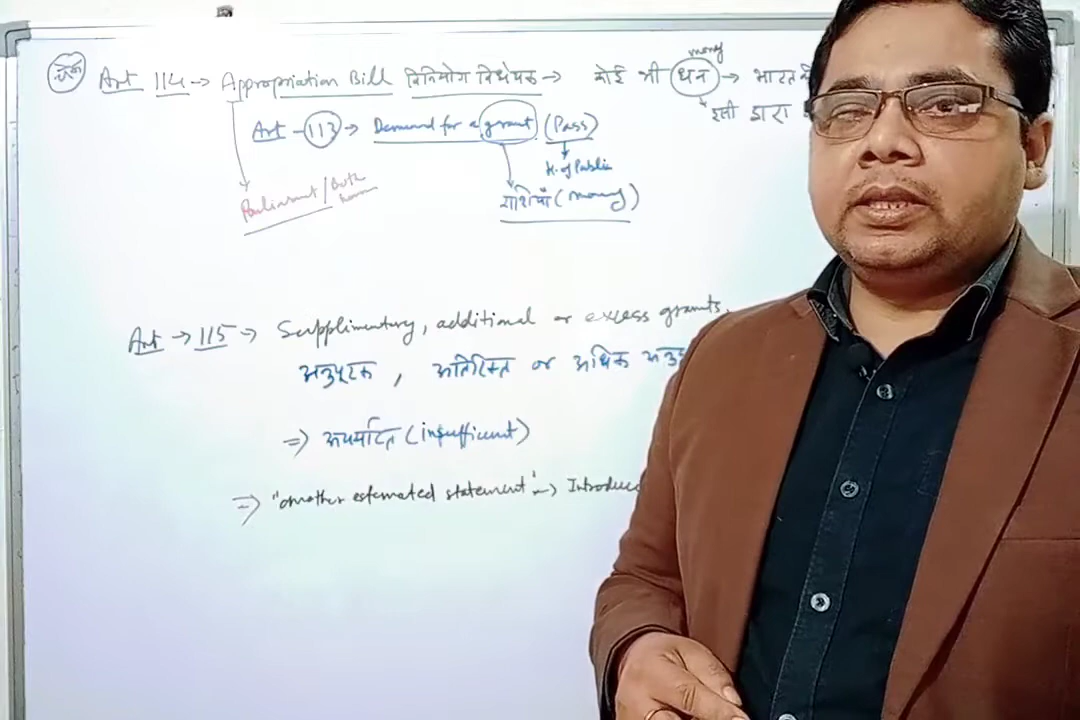 Art 114 → Appropriation Bill विनियोग विधेयक → कोई भी धन → भारत
money
इसी द्वारा
Art - 113 → Demand for a grant (Pass)
H. of Public
Parliament / Both
राशियाँ (money)
Art → 115 → Supplimentary, additional or excess grants.
अनुपूरक, अतिरिक्त or अधिक
⇒ अपर्याप्त (insufficient)
⇒ "another estemated statement" → Introduce